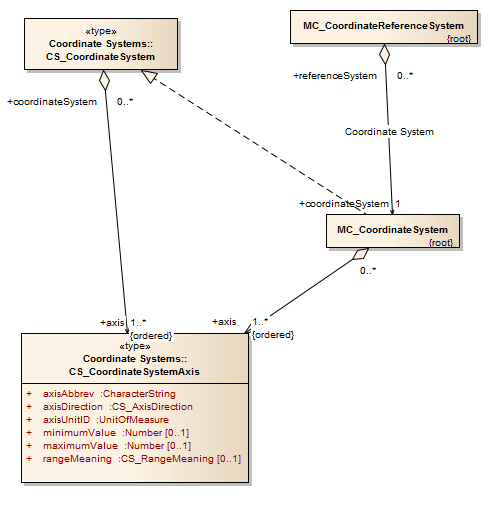 «type»
Coordinate Systems::
CS_CoordinateSystem
MC_CoordinateReferenceSystem
{root}
+coordinateSystem 0..*
+referenceSystem 0..*
Coordinate System
+coordinateSystem 1
MC_CoordinateSystem
{root}
0..*
+axis 1..*
{ordered}
+axis 1..*
{ordered}
«type»
Coordinate Systems::
CS_CoordinateSystemAxis
+ axisAbbrev :CharacterString
+ axisDirection :CS_AxisDirection
+ axisUnitID :UnitOfMeasure
+ minimumValue :Number [0..1]
+ maximumValue :Number [0..1]
+ rangeMeaning :CS_RangeMeaning [0..1]